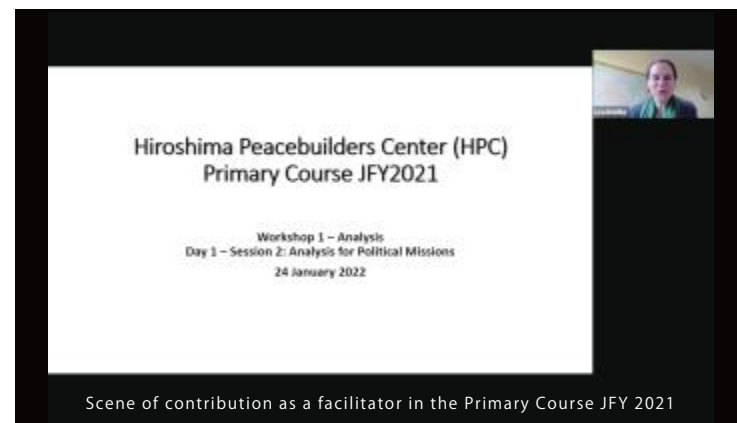 Hiroshima Peacebuilders Center (HPC)
Primary Course JFY2021
Workshop 1 – Analysis
Day 1 – Session 2: Analysis for Political Missions
24 January 2022
Scene of contribution as a facilitator in the Primary Course JFY 2021